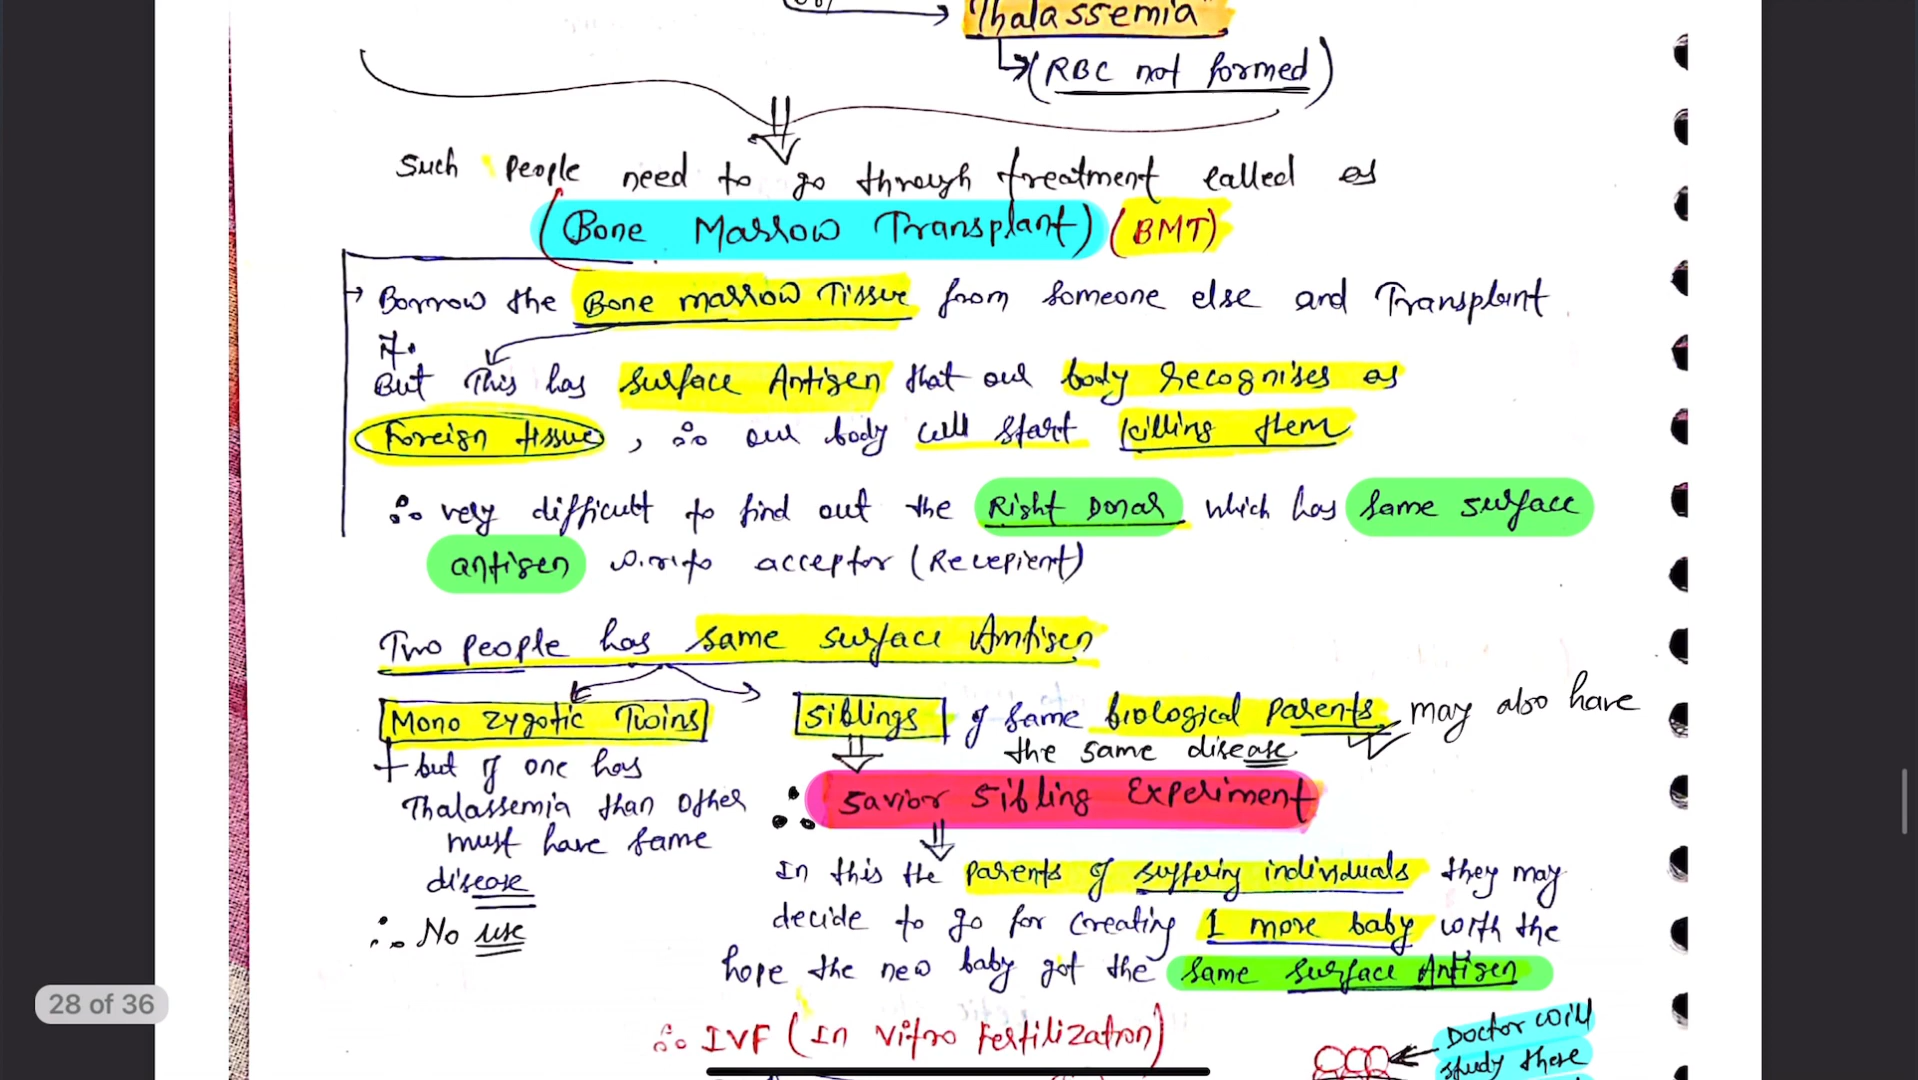 Thalassemia
(RBC not formed)
Such people need to go through treatment called as
(Bone Marrow Transplant) (BMT)
→ Borrow the Bone marrow Tissue from someone else and Transplant
it.
But This has surface Antigen that our body recognises as
foreign tissue, ∴ our body cell start killing them
∴ very difficult to find out the Right Donar which has same surface
antigen w.r.to acceptor (Recepient)
Two people has same surface Antigen
Mono zygotic Twins
Siblings of same biological parents may also have
the same disease
but if one has
Thalassemia than other
must have same
disease
∴ No use
∴ Savior Sibling Experiment
In this the parents of suffering individuals they may
decide to go for creating 1 more baby with the
hope the new baby got the same surface Antigen
∴ IVF (In Vitro Fertilization)
Doctor will
study there
28 of 36